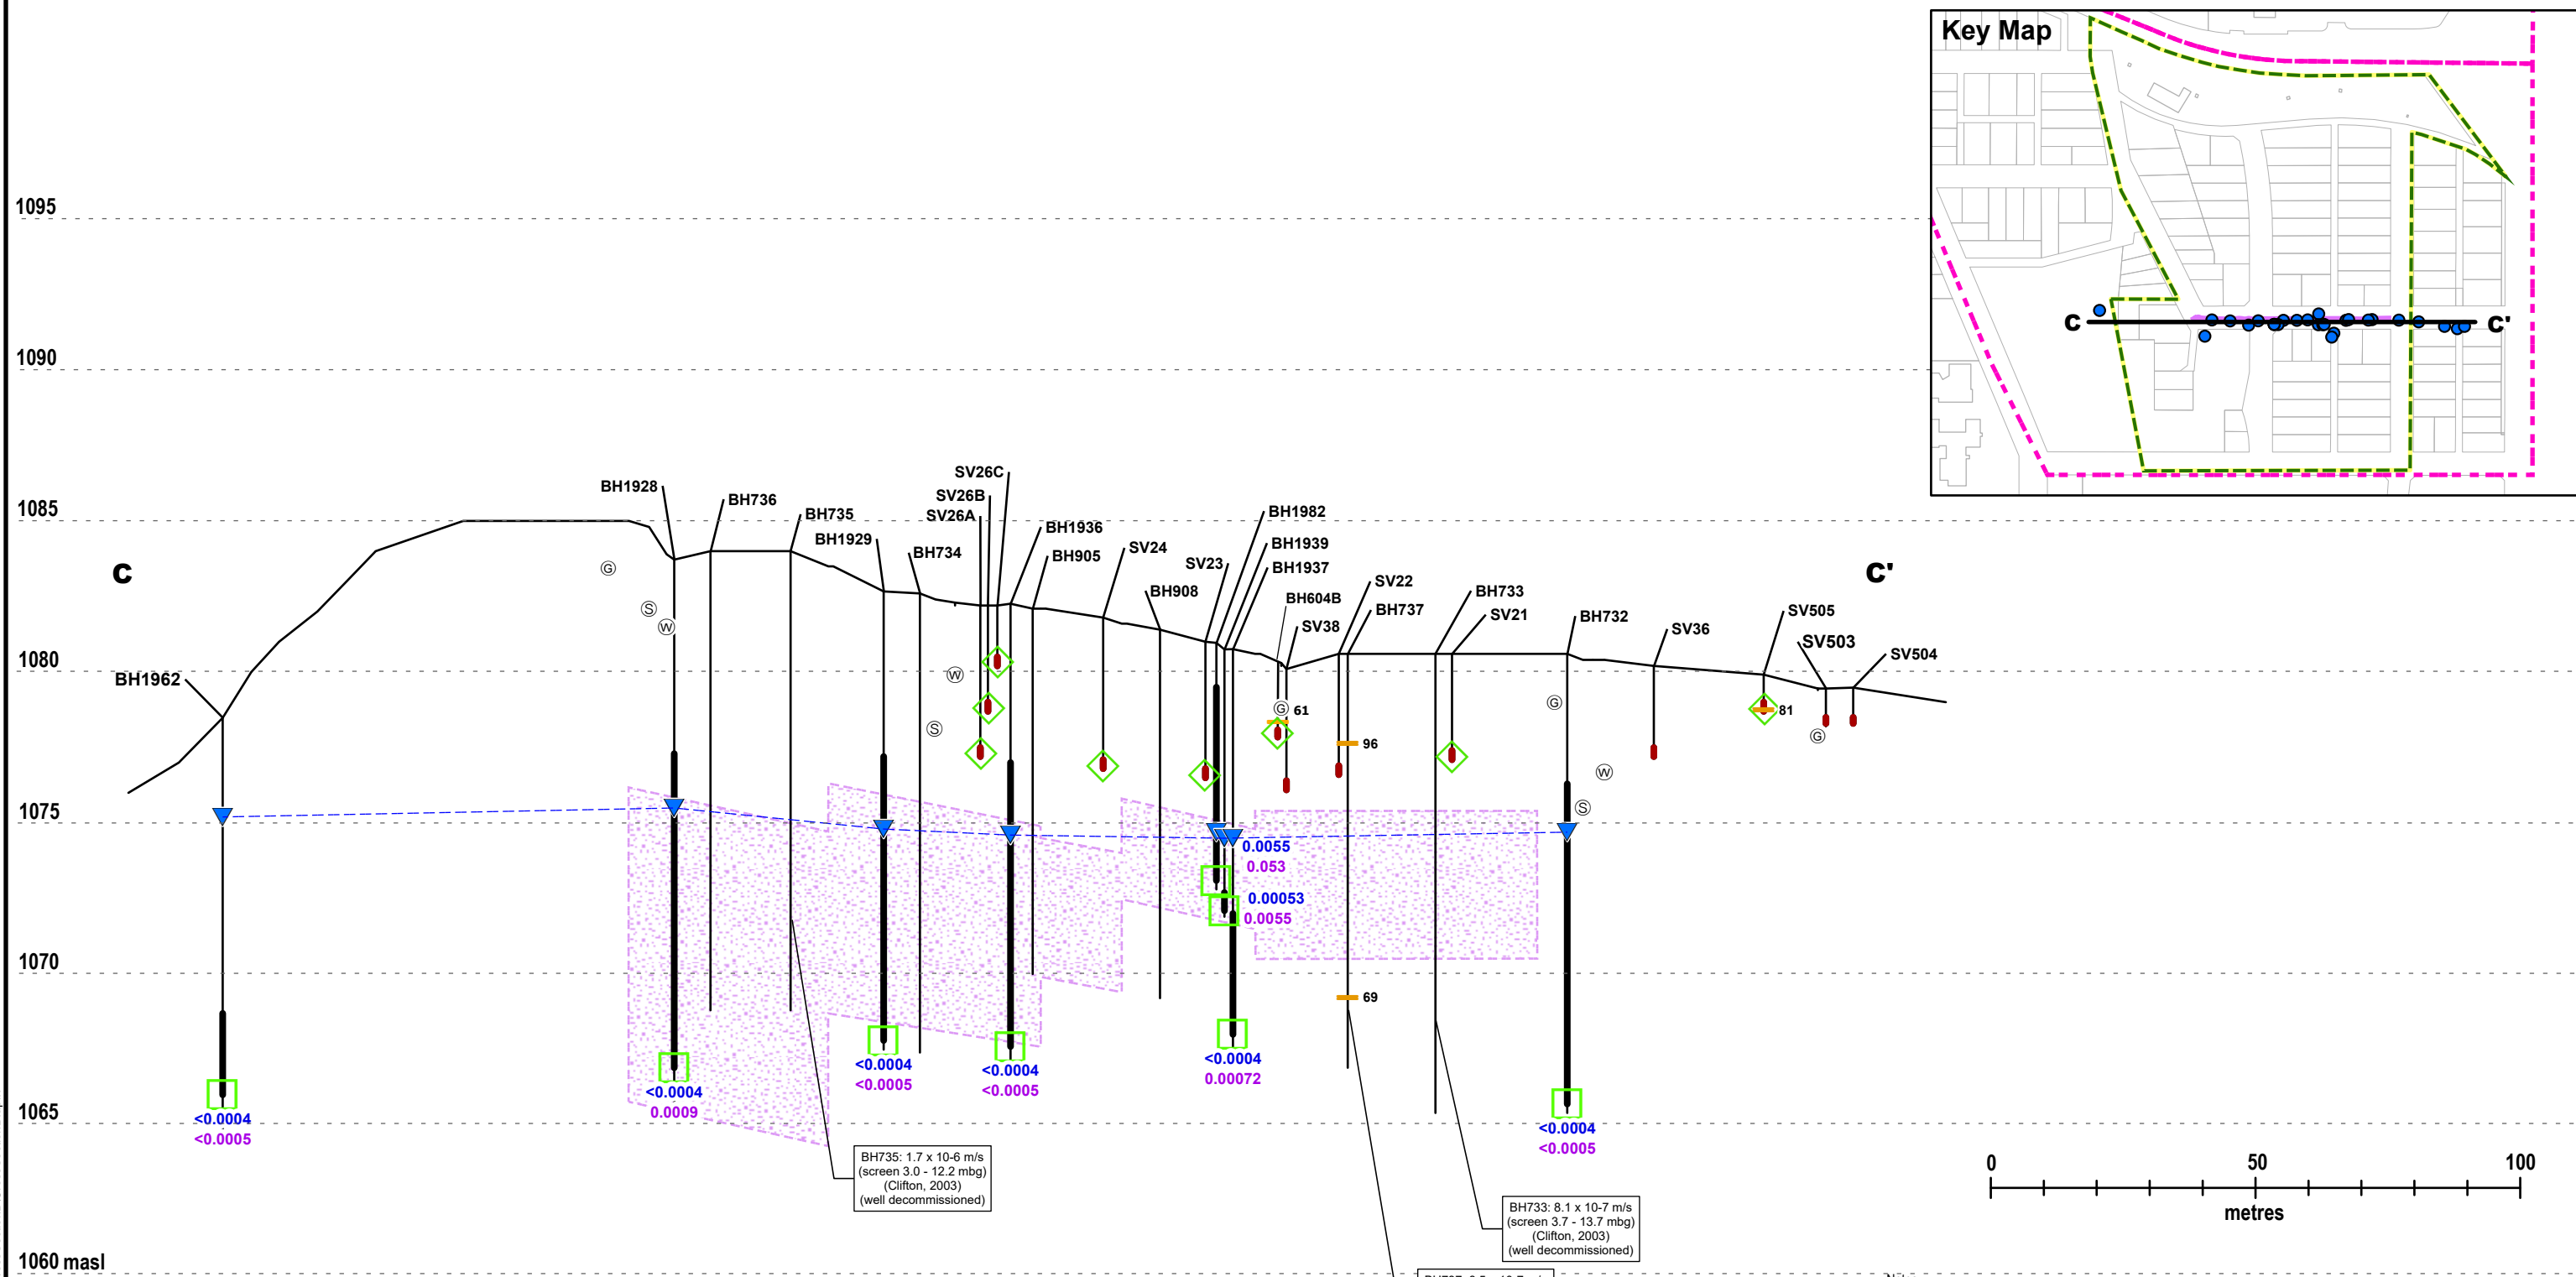 Key Map
C
C'
1095
1090
1085
1080
1075
1070
1065
1060 masl
C
C'
BH1962
BH1928
BH736
BH735
BH1929
BH734
SV26A
SV26B
SV26C
BH1936
BH905
SV24
BH908
SV23
BH1982
BH1939
BH1937
BH604B
SV38
SV22
BH737
BH733
SV21
BH732
SV36
SV505
SV503
SV504
G
S
W
W
S
G
61
96
69
G
W
S
81
G
<0.0004
<0.0005
<0.0004
0.0009
<0.0004
<0.0005
<0.0004
<0.0005
0.0055
0.053
0.00053
0.0055
<0.0004
0.00072
<0.0004
<0.0005
BH735: 1.7 x 10-6 m/s
(screen 3.0 - 12.2 mbg)
(Clifton, 2003)
(well decommissioned)
BH733: 8.1 x 10-7 m/s
(screen 3.7 - 13.7 mbg)
(Clifton, 2003)
(well decommissioned)
0 50 100
metres